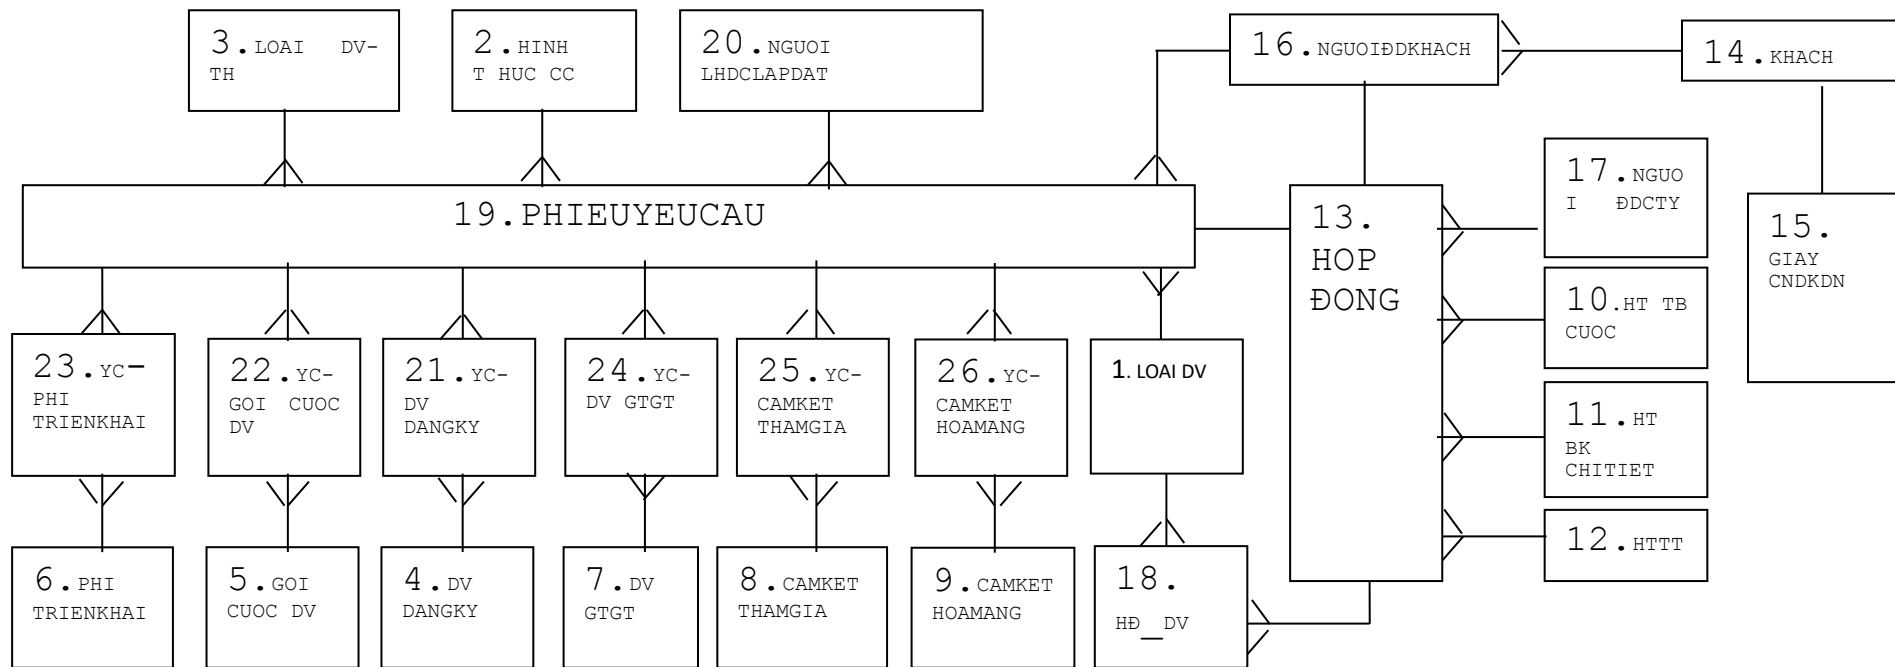 3.LOAI DV-
TH
2.HINH
T HUC CC
20.NGUOI
LHDCLAPDAT
16.NGUOIĐDKHACH
14.KHACH
17.NGUO
I ĐDCTY
19.PHIEUYEUCAU
13.
HOP
ĐONG
15.
GIAY
CNDKDN
10.HT TB
CUOC
23.YC-
PHI
TRIENKHAI
22.YC-
GOI CUOC
DV
21.YC-
DV
DANGKY
24.YC-
DV GTGT
25.YC-
CAMKET
THAMGIA
26.YC-
CAMKET
HOAMANG
1. LOAI DV
11.HT
BK
CHITIET
12.HTTT
6.PHI
TRIENKHAI
5.GOI
CUOC DV
4.DV
DANGKY
7.DV
GTGT
8.CAMKET
THAMGIA
9.CAMKET
HOAMANG
18.
HĐ__DV